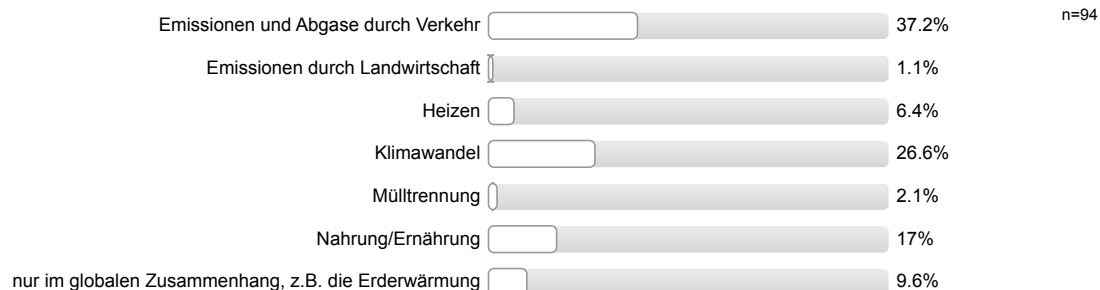 Emissionen und Abgase durch Verkehr 37.2% n=94
Emissionen durch Landwirtschaft 1.1%
Heizen 6.4%
Klimawandel 26.6%
Mülltrennung 2.1%
Nahrung/Ernährung 17%
nur im globalen Zusammenhang, z.B. die Erderwärmung 9.6%